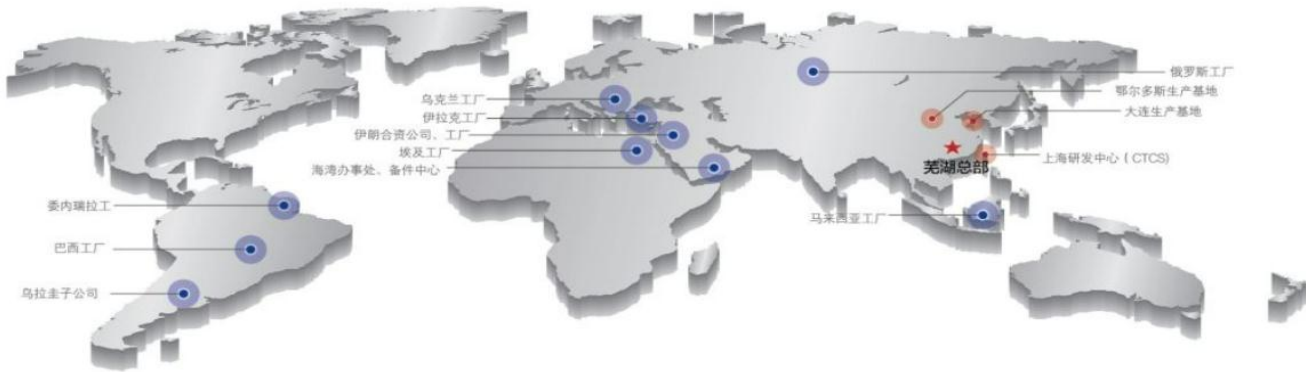 俄罗斯工厂
乌克兰工厂
鄂尔多斯生产基地
伊拉克工厂
大连生产基地
伊朗合资公司、工厂
埃及工厂
上海研发中心（CTCS)
海湾办事处、备件中心
芜湖总部
委内瑞拉工
马来西亚工厂
巴西工厂
乌拉圭子公司